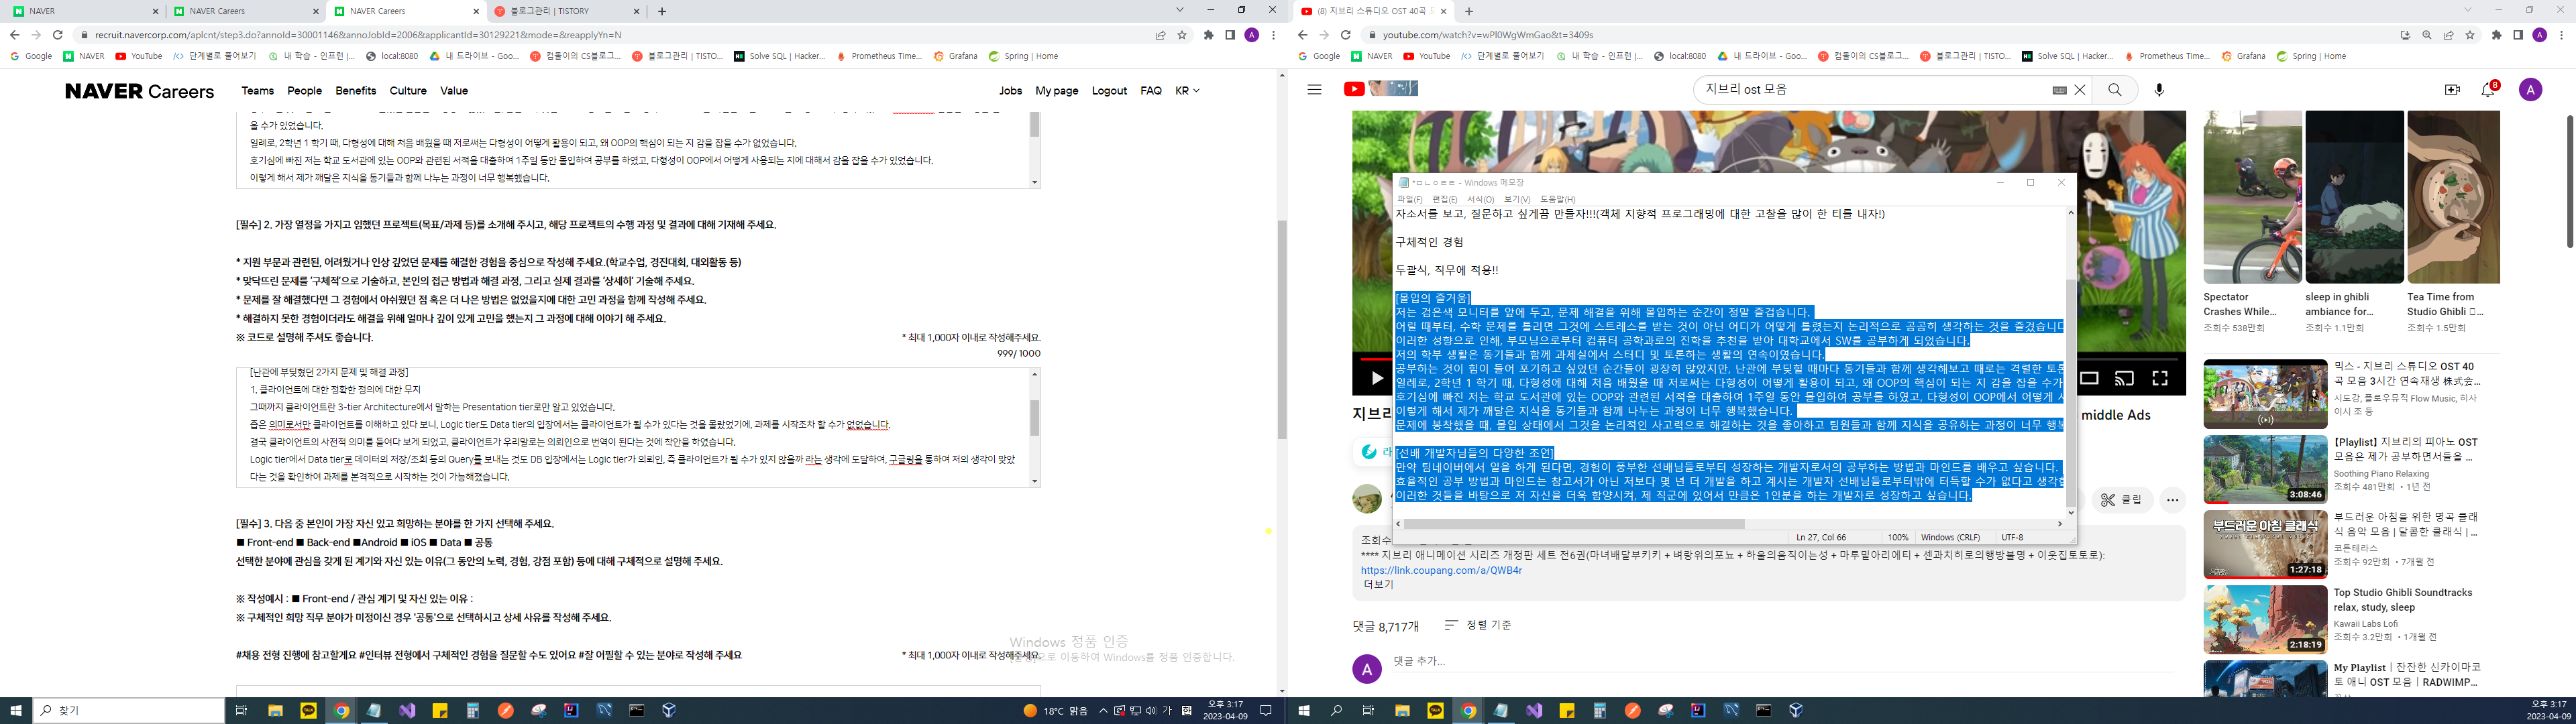 NAVER
NAVER Careers
NAVER Careers
블로그관리 | TISTORY
recruit.navercorp.com/aplcnt/step3.do?annoId=30001146&annoJobId=2006&applicantId=30129221&mode=&reapplyYn=N
Google
NAVER
YouTube
단계별로 풀어보기
내 학습 - 인프런 |...
local:8080
내 드라이브 - Goo...
컴돌이의 CS블로그...
블로그관리 | TISTO...
Solve SQL | Hacker...
Prometheus Time...
Grafana
Spring | Home
NAVER Careers
Teams
People
Benefits
Culture
Value
Jobs
My page
Logout
FAQ
KR
을 수가 있었습니다.
일례로, 2학년 1 학기 때, 다형성에 대해 처음 배웠을 때 저로써는 다형성이 어떻게 활용이 되고, 왜 OOP의 핵심이 되는 지 감을 잡을 수가 없었습니다.
호기심에 빠진 저는 학교 도서관에 있는 OOP와 관련된 서적을 대출하여 1주일 동안 몰입하여 공부를 하였고, 다형성이 OOP에서 어떻게 사용되는 지에 대해서 감을 잡을 수가 있었습니다.
이렇게 해서 제가 깨달은 지식을 동기들과 함께 나누는 과정이 너무 행복했습니다.
[필수] 2. 가장 열정을 가지고 임했던 프로젝트(목표/과제 등)를 소개해 주시고, 해당 프로젝트의 수행 과정 및 결과에 대해 기재해 주세요.
* 지원 부문과 관련된, 어려웠거나 인상 깊었던 문제를 해결한 경험을 중심으로 작성해 주세요.(학교수업, 경진대회, 대외활동 등)
* 맞닥뜨린 문제를 '구체적'으로 기술하고, 본인의 접근 방법과 해결 과정, 그리고 실제 결과를 '상세히' 기술해 주세요.
* 문제를 잘 해결했다면 그 경험에서 아쉬웠던 점 혹은 더 나은 방법은 없었을지에 대한 고민 과정을 함께 작성해 주세요.
* 해결하지 못한 경험이더라도 해결을 위해 얼마나 깊이 있게 고민을 했는지 그 과정에 대해 이야기 해 주세요.
※ 코드로 설명해 주셔도 좋습니다.
* 최대 1,000자 이내로 작성해주세요.
999/ 1000
[난관에 부딪혔던 2가지 문제 및 해결 과정]
1. 클라이언트에 대한 정확한 정의에 대한 무지
그때까지 클라이언트란 3-tier Architecture에서 말하는 Presentation tier로만 알고 있었습니다.
좁은 의미로서만 클라이언트를 이해하고 있다 보니, Logic tier도 Data tier의 입장에서는 클라이언트가 될 수가 있다는 것을 몰랐었기에, 과제를 시작조차 할 수가 없없습니다.
결국 클라이언트의 사전적 의미를 들여다 보게 되었고, 클라이언트가 우리말로는 의뢰인으로 번역이 된다는 것에 착안을 하였습니다.
Logic tier에서 Data tier로 데이터의 저장/조회 등의 Query를 보내는 것도 DB 입장에서는 Logic tier가 의뢰인, 즉 클라이언트가 될 수가 있지 않을까 라는 생각에 도달하여, 구글링을 통하여 저의 생각이 맞았
다는 것을 확인하여 과제를 본격적으로 시작하는 것이 가능해졌습니다.
[필수] 3. 다음 중 본인이 가장 자신 있고 희망하는 분야를 한 가지 선택해 주세요.
■ Front-end ■ Back-end ■Android ■ iOS ■ Data ■ 공통
선택한 분야에 관심을 갖게 된 계기와 자신 있는 이유(그 동안의 노력, 경험, 강점 포함) 등에 대해 구체적으로 설명해 주세요.
※ 작성예시 : ■ Front-end / 관심 계기 및 자신 있는 이유 :
※ 구체적인 희망 직무 분야가 미정이신 경우 '공통'으로 선택하시고 상세 사유를 작성해 주세요.
#채용 전형 진행에 참고할게요 #인터뷰 전형에서 구체적인 경험을 질문할 수도 있어요 #잘 어필할 수 있는 분야로 작성해 주세요
* 최대 1,000자 이내로 작성해주세요.
Windows 정품 인증
으로 이동하여 Windows를 정품 인증합니다.
찾기
18°C 맑음
오후 3:17
2023-04-09
(8) 지브리 스튜디오 OST 40곡 모
youtube.com/watch?v=wPl0WgWmGao&t=3409s
Google
NAVER
YouTube
단계별로 풀어보기
내 학습 - 인프런 |...
local:8080
내 드라이브 - Goo...
컴돌이의 CS블로그...
블로그관리 | TISTO...
Solve SQL | Hacker...
Prometheus Time...
Grafana
Spring | Home
지브리 ost 모음
8
A
*ㅁㄴㅇㄹㄹ - Windows 메모장
파일(F) 편집(E) 서식(O) 보기(V) 도움말(H)
자소서를 보고, 질문하고 싶게끔 만들자!!!(객체 지향적 프로그래밍에 대한 고찰을 많이 한 티를 내자!)
구체적인 경험
두괄식, 직무에 적용!!
[몰입의 즐거움]
저는 검은색 모니터를 앞에 두고, 문제 해결을 위해 몰입하는 순간이 정말 즐겁습니다.
어릴 때부터, 수학 문제를 틀리면 그것에 스트레스를 받는 것이 아닌 어디가 어떻게 틀렸는지 논리적으로 곰곰히 생각하는 것을 즐겼습니다
이러한 성향으로 인해, 부모님으로부터 컴퓨터 공학과로의 진학을 추천을 받아 대학교에서 SW를 공부하게 되었습니다.
저의 학부 생활은 동기들과 함께 과제실에서 스터디 및 토론하는 생활의 연속이었습니다.
공부하는 것이 힘이 들어 포기하고 싶었던 순간들이 굉장히 많았지만, 난관에 부딪힐 때마다 동기들과 함께 생각해보고 때로는 격렬한 토론
일례로, 2학년 1 학기 때, 다형성에 대해 처음 배웠을 때 저로써는 다형성이 어떻게 활용이 되고, 왜 OOP의 핵심이 되는 지 감을 잡을 수가
호기심에 빠진 저는 학교 도서관에 있는 OOP와 관련된 서적을 대출하여 1주일 동안 몰입하여 공부를 하였고, 다형성이 OOP에서 어떻게 사
이렇게 해서 제가 깨달은 지식을 동기들과 함께 나누는 과정이 너무 행복했습니다.
문제에 봉착했을 때, 몰입 상태에서 그것을 논리적인 사고력으로 해결하는 것을 좋아하고 팀원들과 함께 지식을 공유하는 과정이 너무 행복
[선배 개발자님들의 다양한 조언]
만약 팀네이버에서 일을 하게 된다면, 경험이 풍부한 선배님들로부터 성장하는 개발자로서의 공부하는 방법과 마인드를 배우고 싶습니다.
효율적인 공부 방법과 마인드는 참고서가 아닌 저보다 몇 년 더 개발을 하고 계시는 개발자 선배님들로부터밖에 터득할 수가 없다고 생각합
이러한 것들을 바탕으로 저 자신을 더욱 함양시켜, 제 직군에 있어서 만큼은 1인분을 하는 개발자로 성장하고 싶습니다.
Ln 27, Col 66
100%
Windows (CRLF)
UTF-8
지브리
middle Ads
클립
조회수
**** 지브리 애니메이션 시리즈 개정판 세트 전6권(마녀배달부키키 + 벼랑위의포뇨 + 하울의움직이는성 + 마루밑아리에티 + 센과치히로의행방불명 + 이웃집토토로):
https://link.coupang.com/a/QWB4r
더보기
댓글 8,717개
정렬 기준
A
댓글 추가...
Spectator Crashes While...
조회수 538만회
sleep in ghibli ambiance for...
조회수 1.1만회
Tea Time from Studio Ghibli
조회수 1.5만회
믹스 - 지브리 스튜디오 OST 40
곡 모음 3시간 연속재생 株式会...
시도강, 플로우뮤직 Flow Music, 히사
이시 조 등
【Playlist】 지브리의 피아노 OST
모음은 제가 공부하면서들을 ...
Soothing Piano Relaxing
조회수 481만회 • 1년 전
3:08:46
부드러운 아침 클래식
부드러운 아침을 위한 명곡 클래
식 음악 모음 | 달콤한 클래식 | ...
코튼테라스
조회수 92만회 • 7개월 전
1:27:18
Top Studio Ghibli Soundtracks
relax, study, sleep
Kawaii Labs Lofi
조회수 3.2만회 • 1개월 전
2:18:19
My Playlist | 잔잔한 신카이마코
토 애니 OST 모음 | RADWIMP...
오후 3:17
2023-04-09